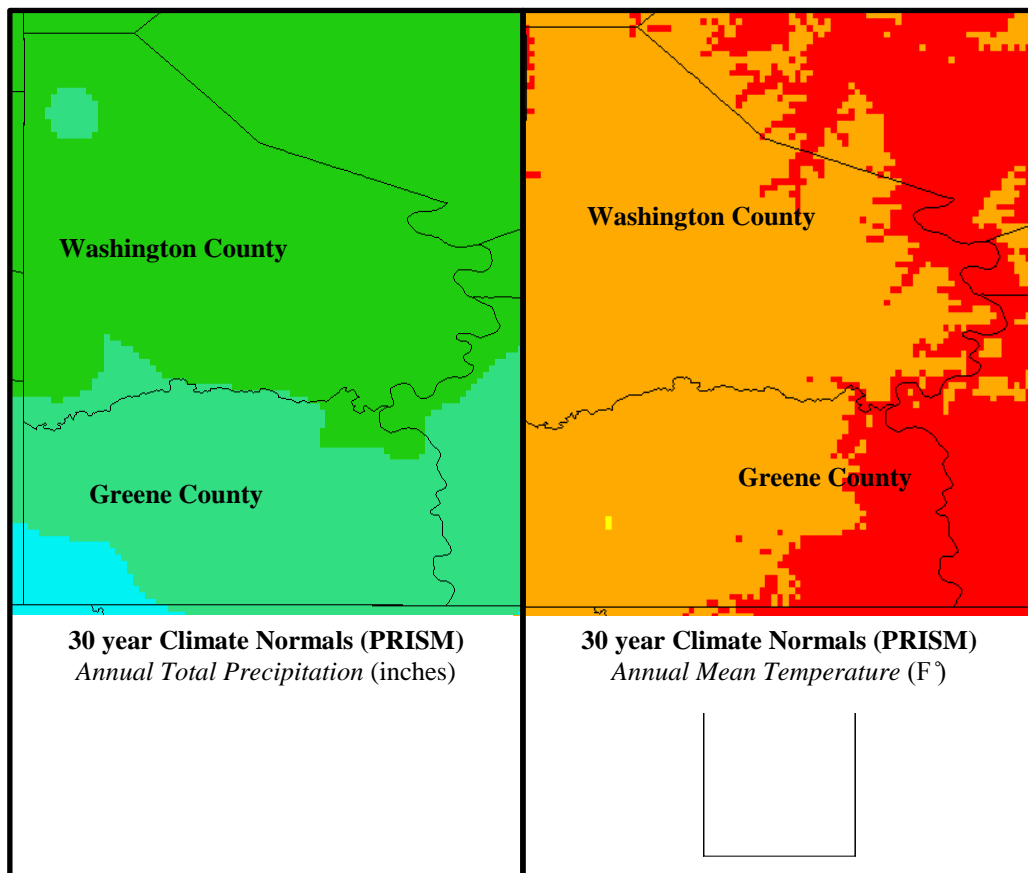 Washington County
Greene County
30 year Climate Normals (PRISM)
Annual Total Precipitation (inches)
Washington County
Greene County
30 year Climate Normals (PRISM)
Annual Mean Temperature (F°)